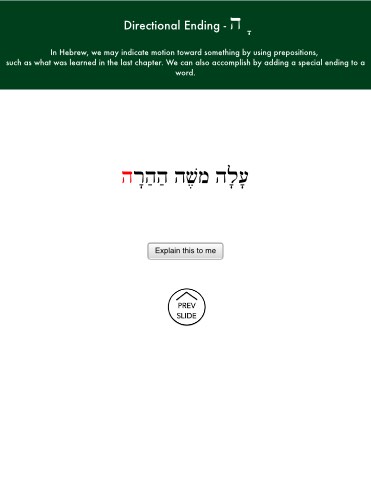 Directional Ending - ָה
In Hebrew, we may indicate motion toward something by using prepositions,
such as what was learned in the last chapter. We can also accomplish by adding a special ending to a
word.
עָלָה מֹשֶׁה הַהַרָה
Explain this to me
PREV
SLIDE